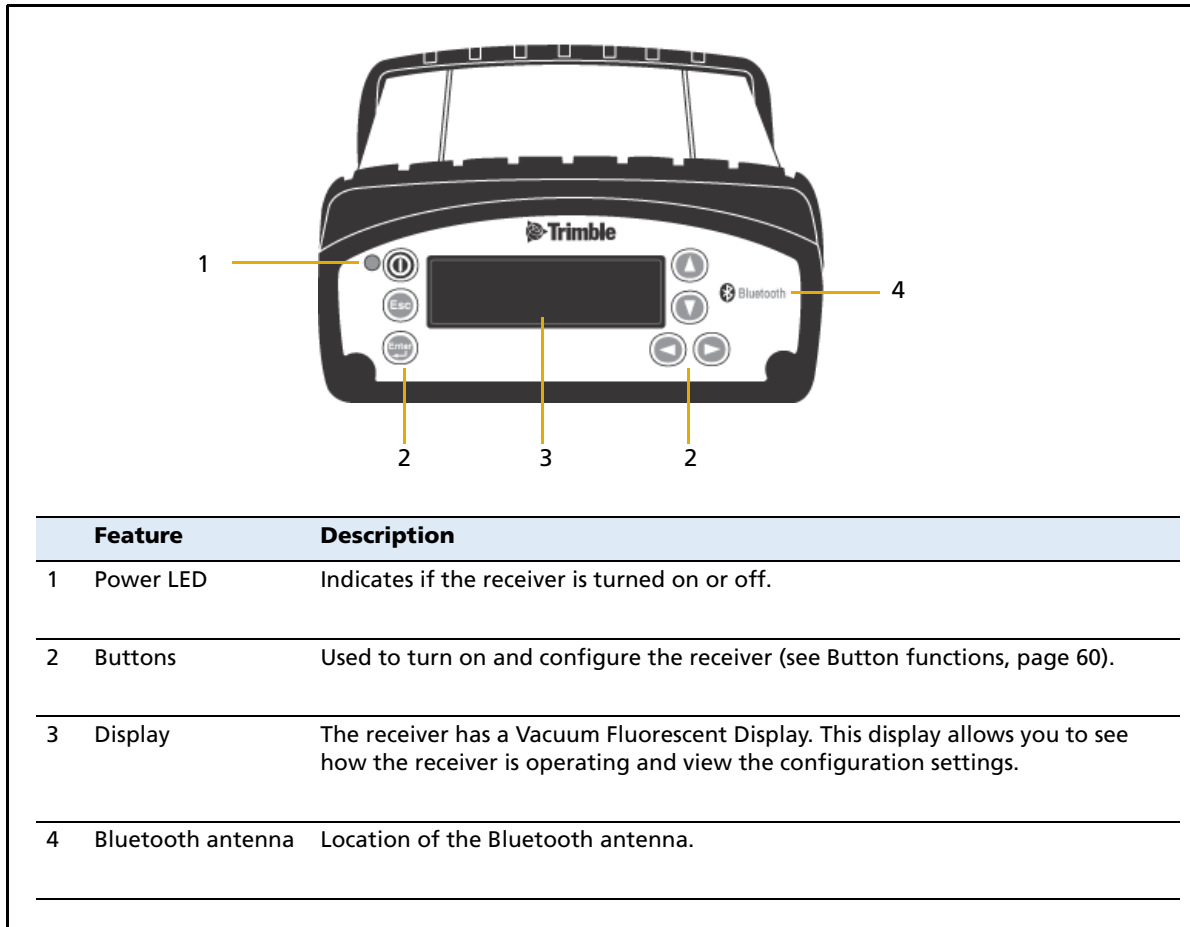 Trimble
1
Esc
Bluetooth
4
Enter
2
3
2
Feature Description
1 Power LED Indicates if the receiver is turned on or off.
2 Buttons Used to turn on and configure the receiver (see Button functions, page 60).
3 Display The receiver has a Vacuum Fluorescent Display. This display allows you to see
how the receiver is operating and view the configuration settings.
4 Bluetooth antenna Location of the Bluetooth antenna.